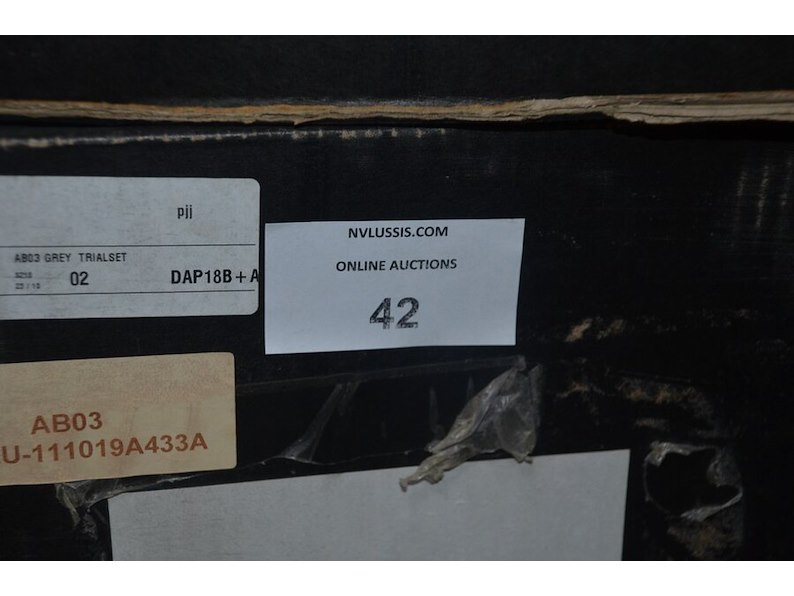 pjj
AB03 GREY TRIALSET
02
DAP18B+A
NVLUSSIS.COM
ONLINE AUCTIONS
42
AB03
U-111019A433A